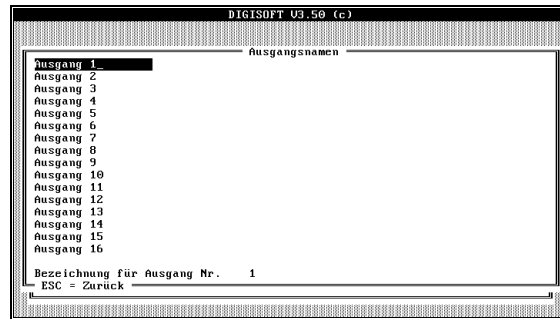 DIGISOFT V3.50 (c)
Ausgangsnamen
Ausgang 1_
Ausgang 2
Ausgang 3
Ausgang 4
Ausgang 5
Ausgang 6
Ausgang 7
Ausgang 8
Ausgang 9
Ausgang 10
Ausgang 11
Ausgang 12
Ausgang 13
Ausgang 14
Ausgang 15
Ausgang 16
Bezeichnung für Ausgang Nr. 1
ESC = Zurück